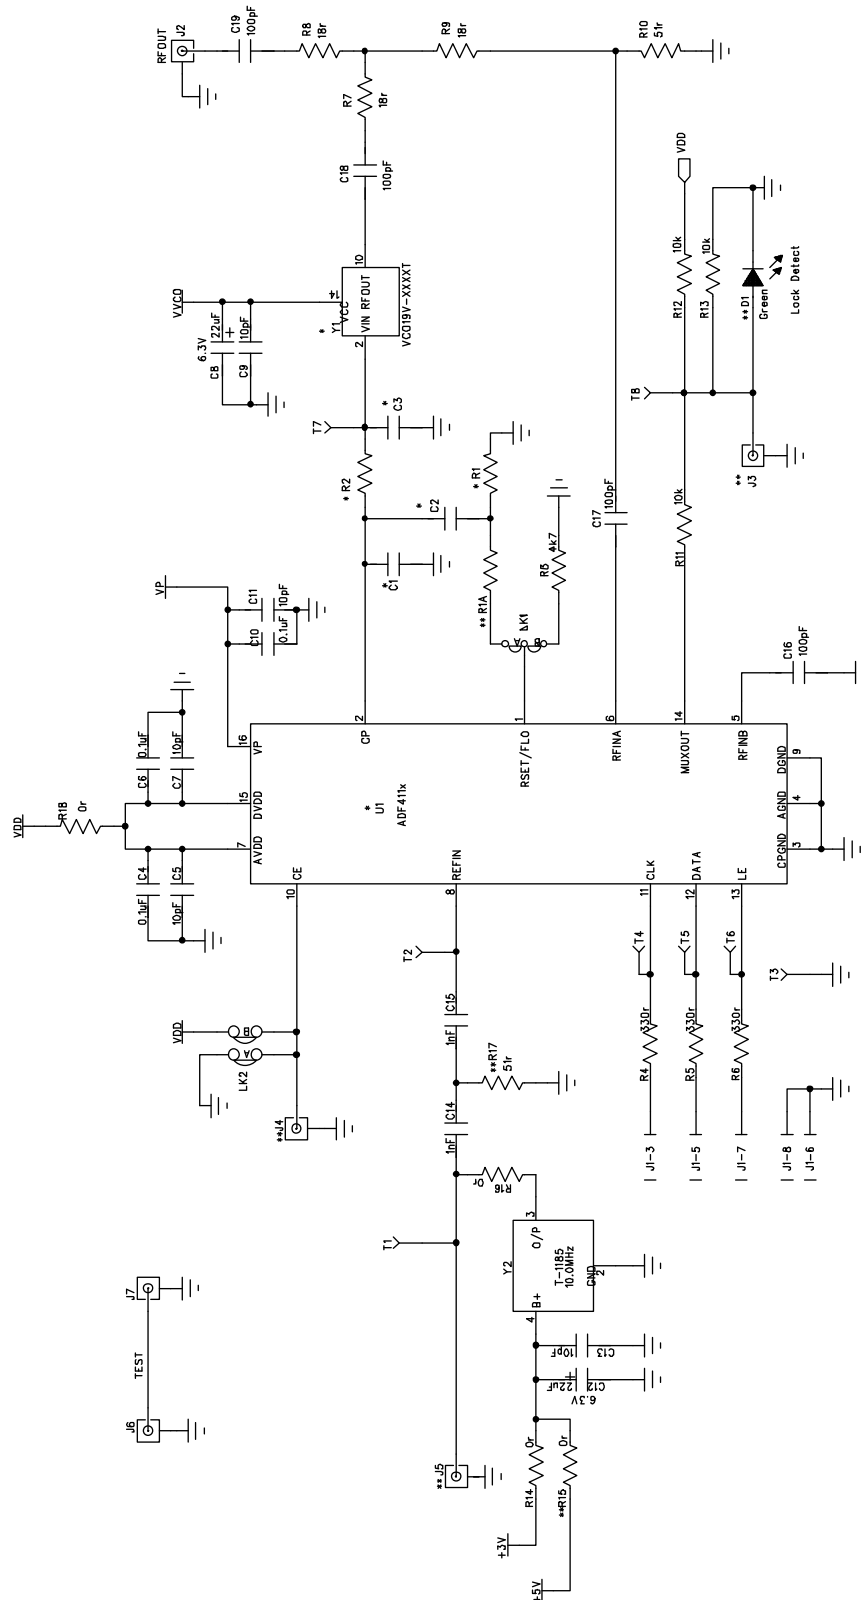 RFOUT
J2
C19
100pF
R8
18r
R9
18r
R10
51r
R7
18r
C18
100pF
VVCO
6.3V
22uF
+
C8
10pF
C9
*
Y1
14
VCC
10
VIN RFOUT
2
VCO19V-XXXXT
VDD
10k
R12
10k
R13
**D1
Green
Lock Detect
T8
**
J3
T7
*
C3
* R2
*
C2
* R1
*
C1
** R1A
LK1
A
B
4k7
C17
100pF
10k
R11
VP
C11
10pF
C10
0.1uF
C16
100pF
VDD
R18
0r
0.1uF
C6
10pF
C7
C4
0.1uF
C5
10pF
16
VP
15
DVDD
7
AVDD
10
CE
2
CP
1
RSET/FLO
6
RFINA
14
MUXOUT
5
RFINB
*
U1
ADF411x
8
REFIN
11
CLK
12
DATA
13
LE
9
DGND
4
AGND
3
CPGND
VDD
B
A
LK2
**J4
T2
C15
1nF
**R17
51r
C14
1nF
T4
330r
R4
T5
330r
R5
T6
330r
R6
T3
J1-3
J1-5
J1-7
J1-8
J1-6
0r
R16
T1
3
O/P
Y2
T-1185
10.0MHz
GND
2
B+
4
10pF
C13
+
22uF
C12
6.3V
J7
TEST
J6
**J5
0r
R14
0r
**R15
+3V
+5V